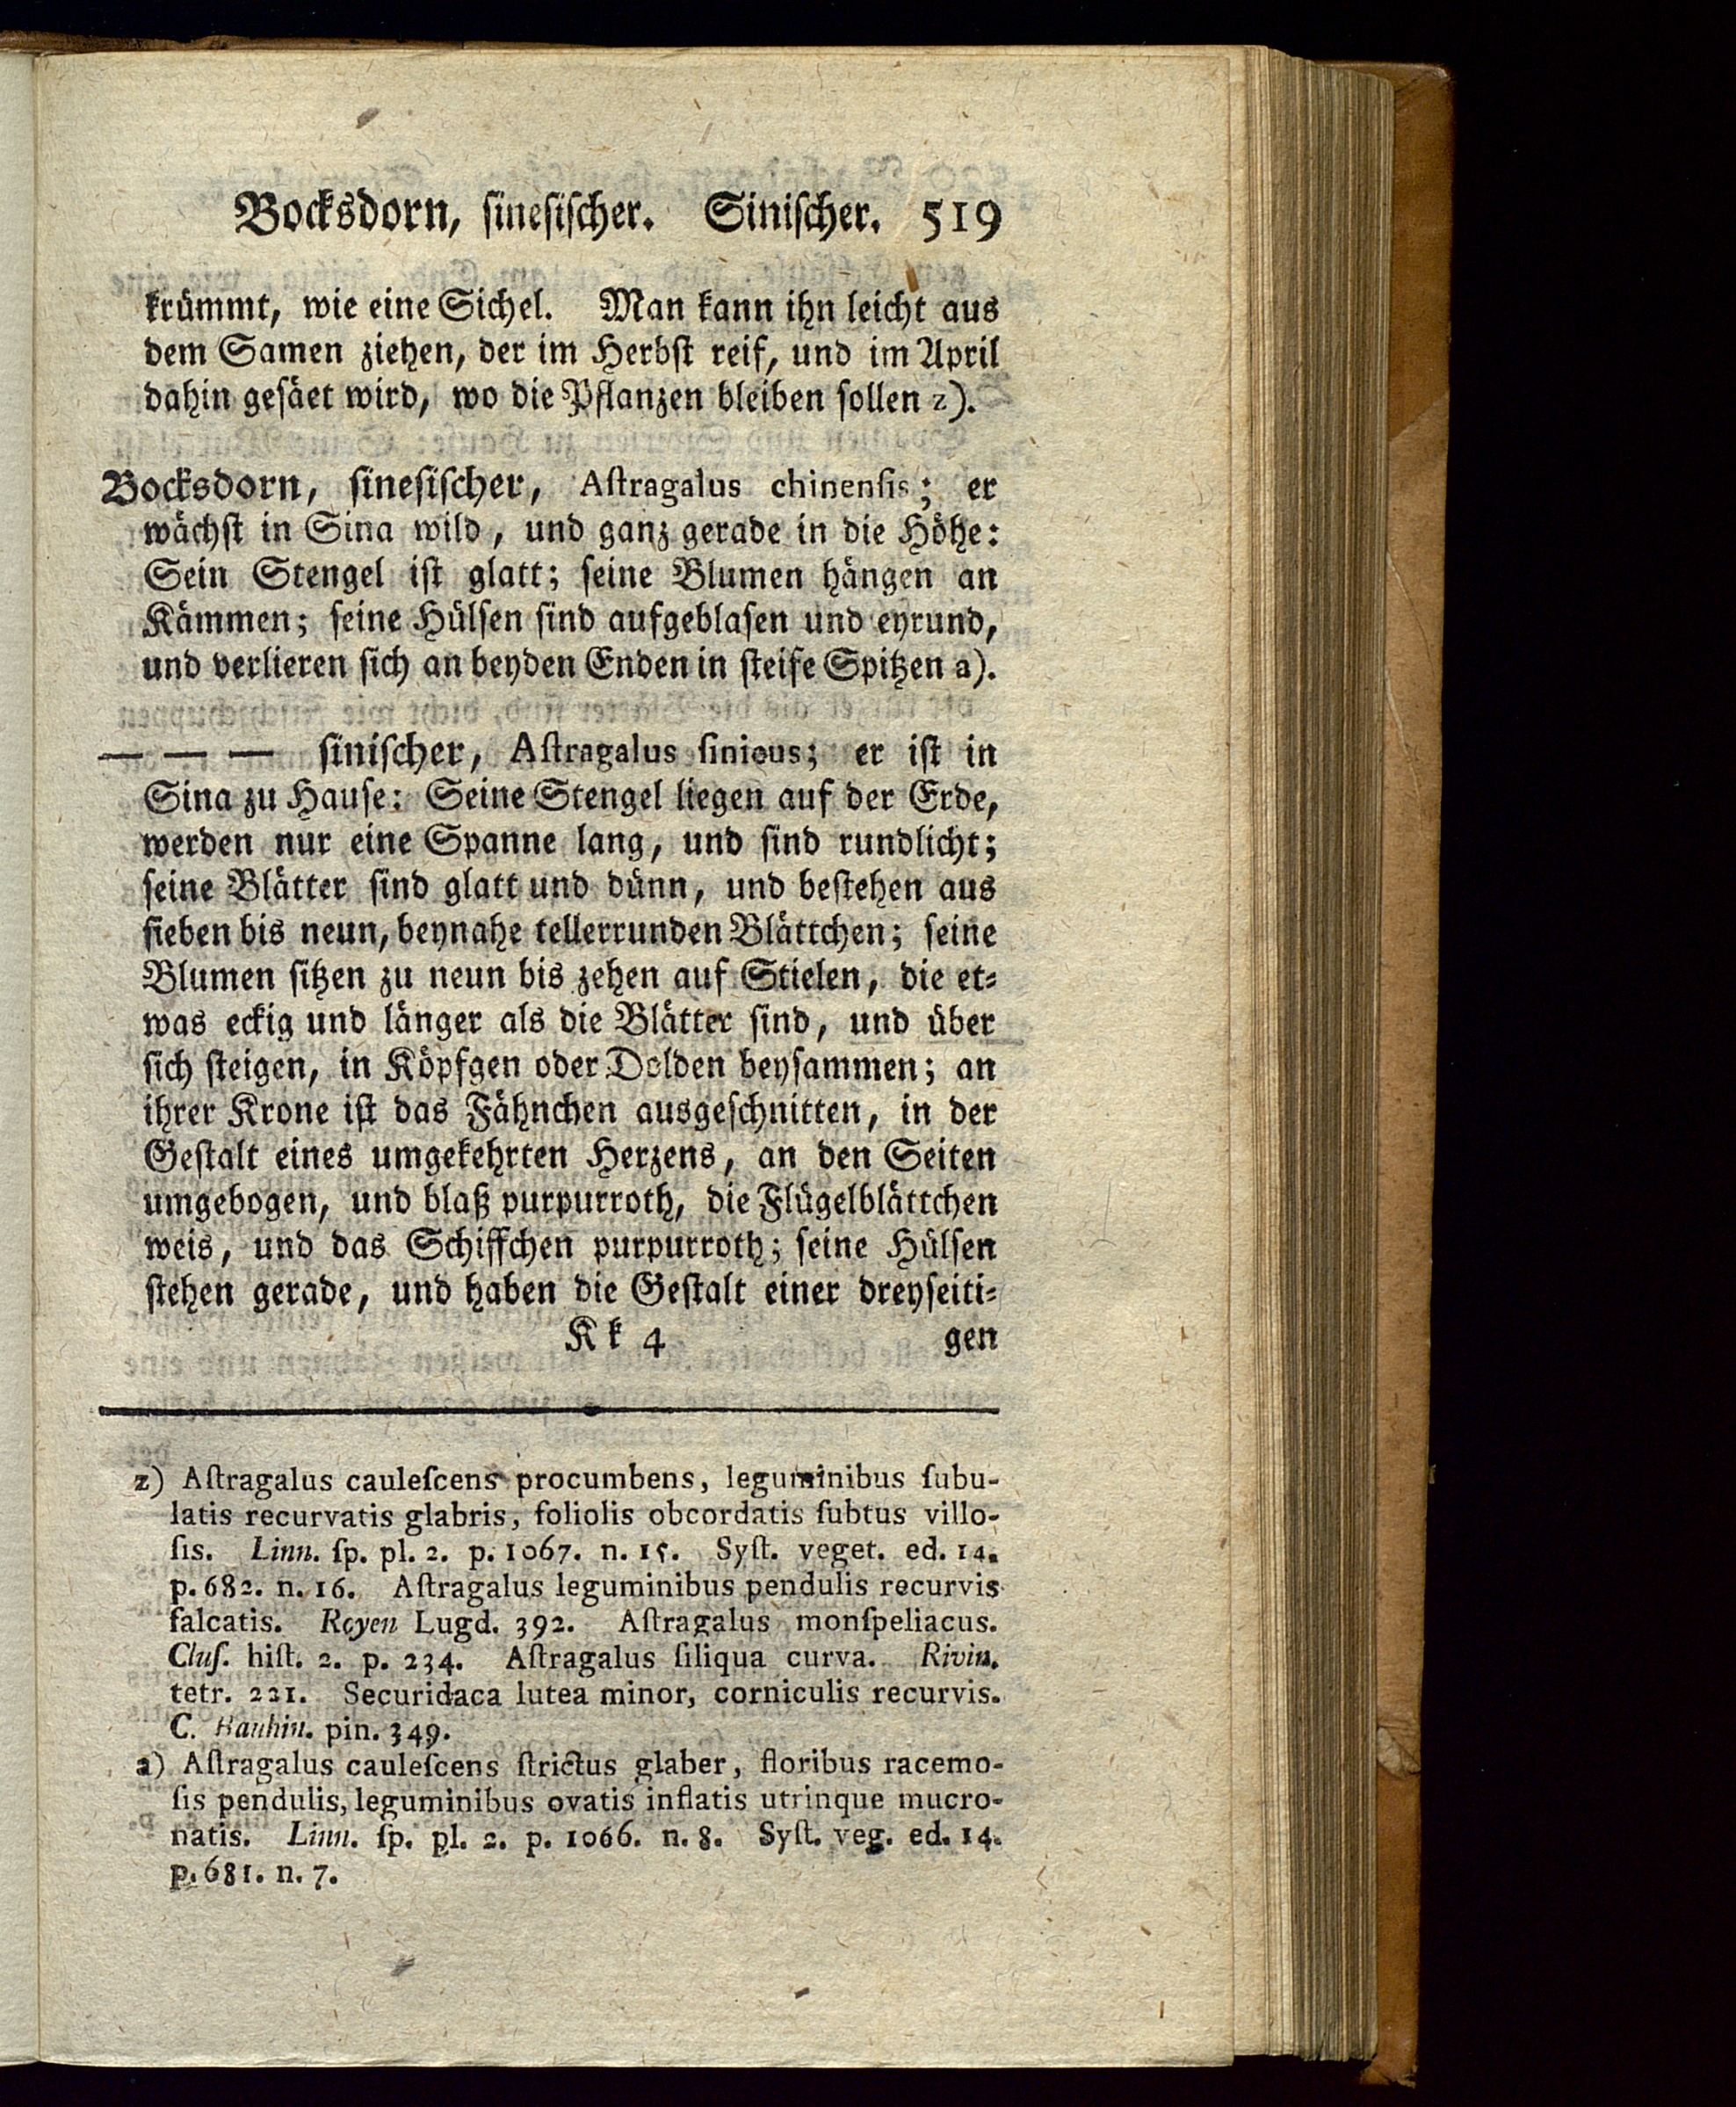 Bocksdorn, sinesischer. Sinischer. 519
krümmt, wie eine Sichel. Man kann ihn leicht aus
dem Samen ziehen, der im Herbst reif, und im April
dahin gesäet wird, wo die Pflanzen bleiben sollen z).
Bocksdorn, sinesischer, Aſtragalus chinenſis; er
wächst in Sina wild, und ganz gerade in die Höhe:
Sein Stengel ist glatt; seine Blumen hängen an
Kämmen; seine Hülsen sind aufgeblasen und eyrund,
und verlieren sich an beyden Enden in steife Spitzen a).
— — — sinischer, Aſtragalus ſinicus; er ist in
Sina zu Hause: Seine Stengel liegen auf der Erde,
werden nur eine Spanne lang, und sind rundlicht;
seine Blätter sind glatt und dünn, und bestehen aus
sieben bis neun, beynahe tellerrunden Blättchen; seine
Blumen sitzen zu neun bis zehen auf Stielen, die et-
was eckig und länger als die Blätter sind, und über
sich steigen, in Köpfgen oder Dolden beysammen; an
ihrer Krone ist das Fähnchen ausgeschnitten, in der
Gestalt eines umgekehrten Herzens, an den Seiten
umgebogen, und blaß purpurroth, die Flügelblättchen
weis, und das Schiffchen purpurroth; seine Hülsen
stehen gerade, und haben die Gestalt einer dreyseiti-
Kk 4 gen
z) Aſtragalus cauleſcens procumbens, leguminibus ſubu-
latis recurvatis glabris, foliolis obcordatis ſubtus villo-
ſis. Linn. ſp. pl. 2. p. 1067. n. 15. Syſt. veget. ed. 14.
p. 682. n. 16. Aſtragalus leguminibus pendulis recurvis
falcatis. Royen Lugd. 392. Aſtragalus monſpeliacus.
Cluſ. hiſt. 2. p. 234. Aſtragalus ſiliqua curva. Rivin.
tetr. 221. Securidaca lutea minor, corniculis recurvis.
C. Bauhin. pin. 349.
a) Aſtragalus cauleſcens ſtrictus glaber, floribus racemo-
ſis pendulis, leguminibus ovatis inflatis utrinque mucro-
natis. Linn. ſp. pl. 2. p. 1066. n. 8. Syſt. veg. ed. 14.
p. 681. n. 7.